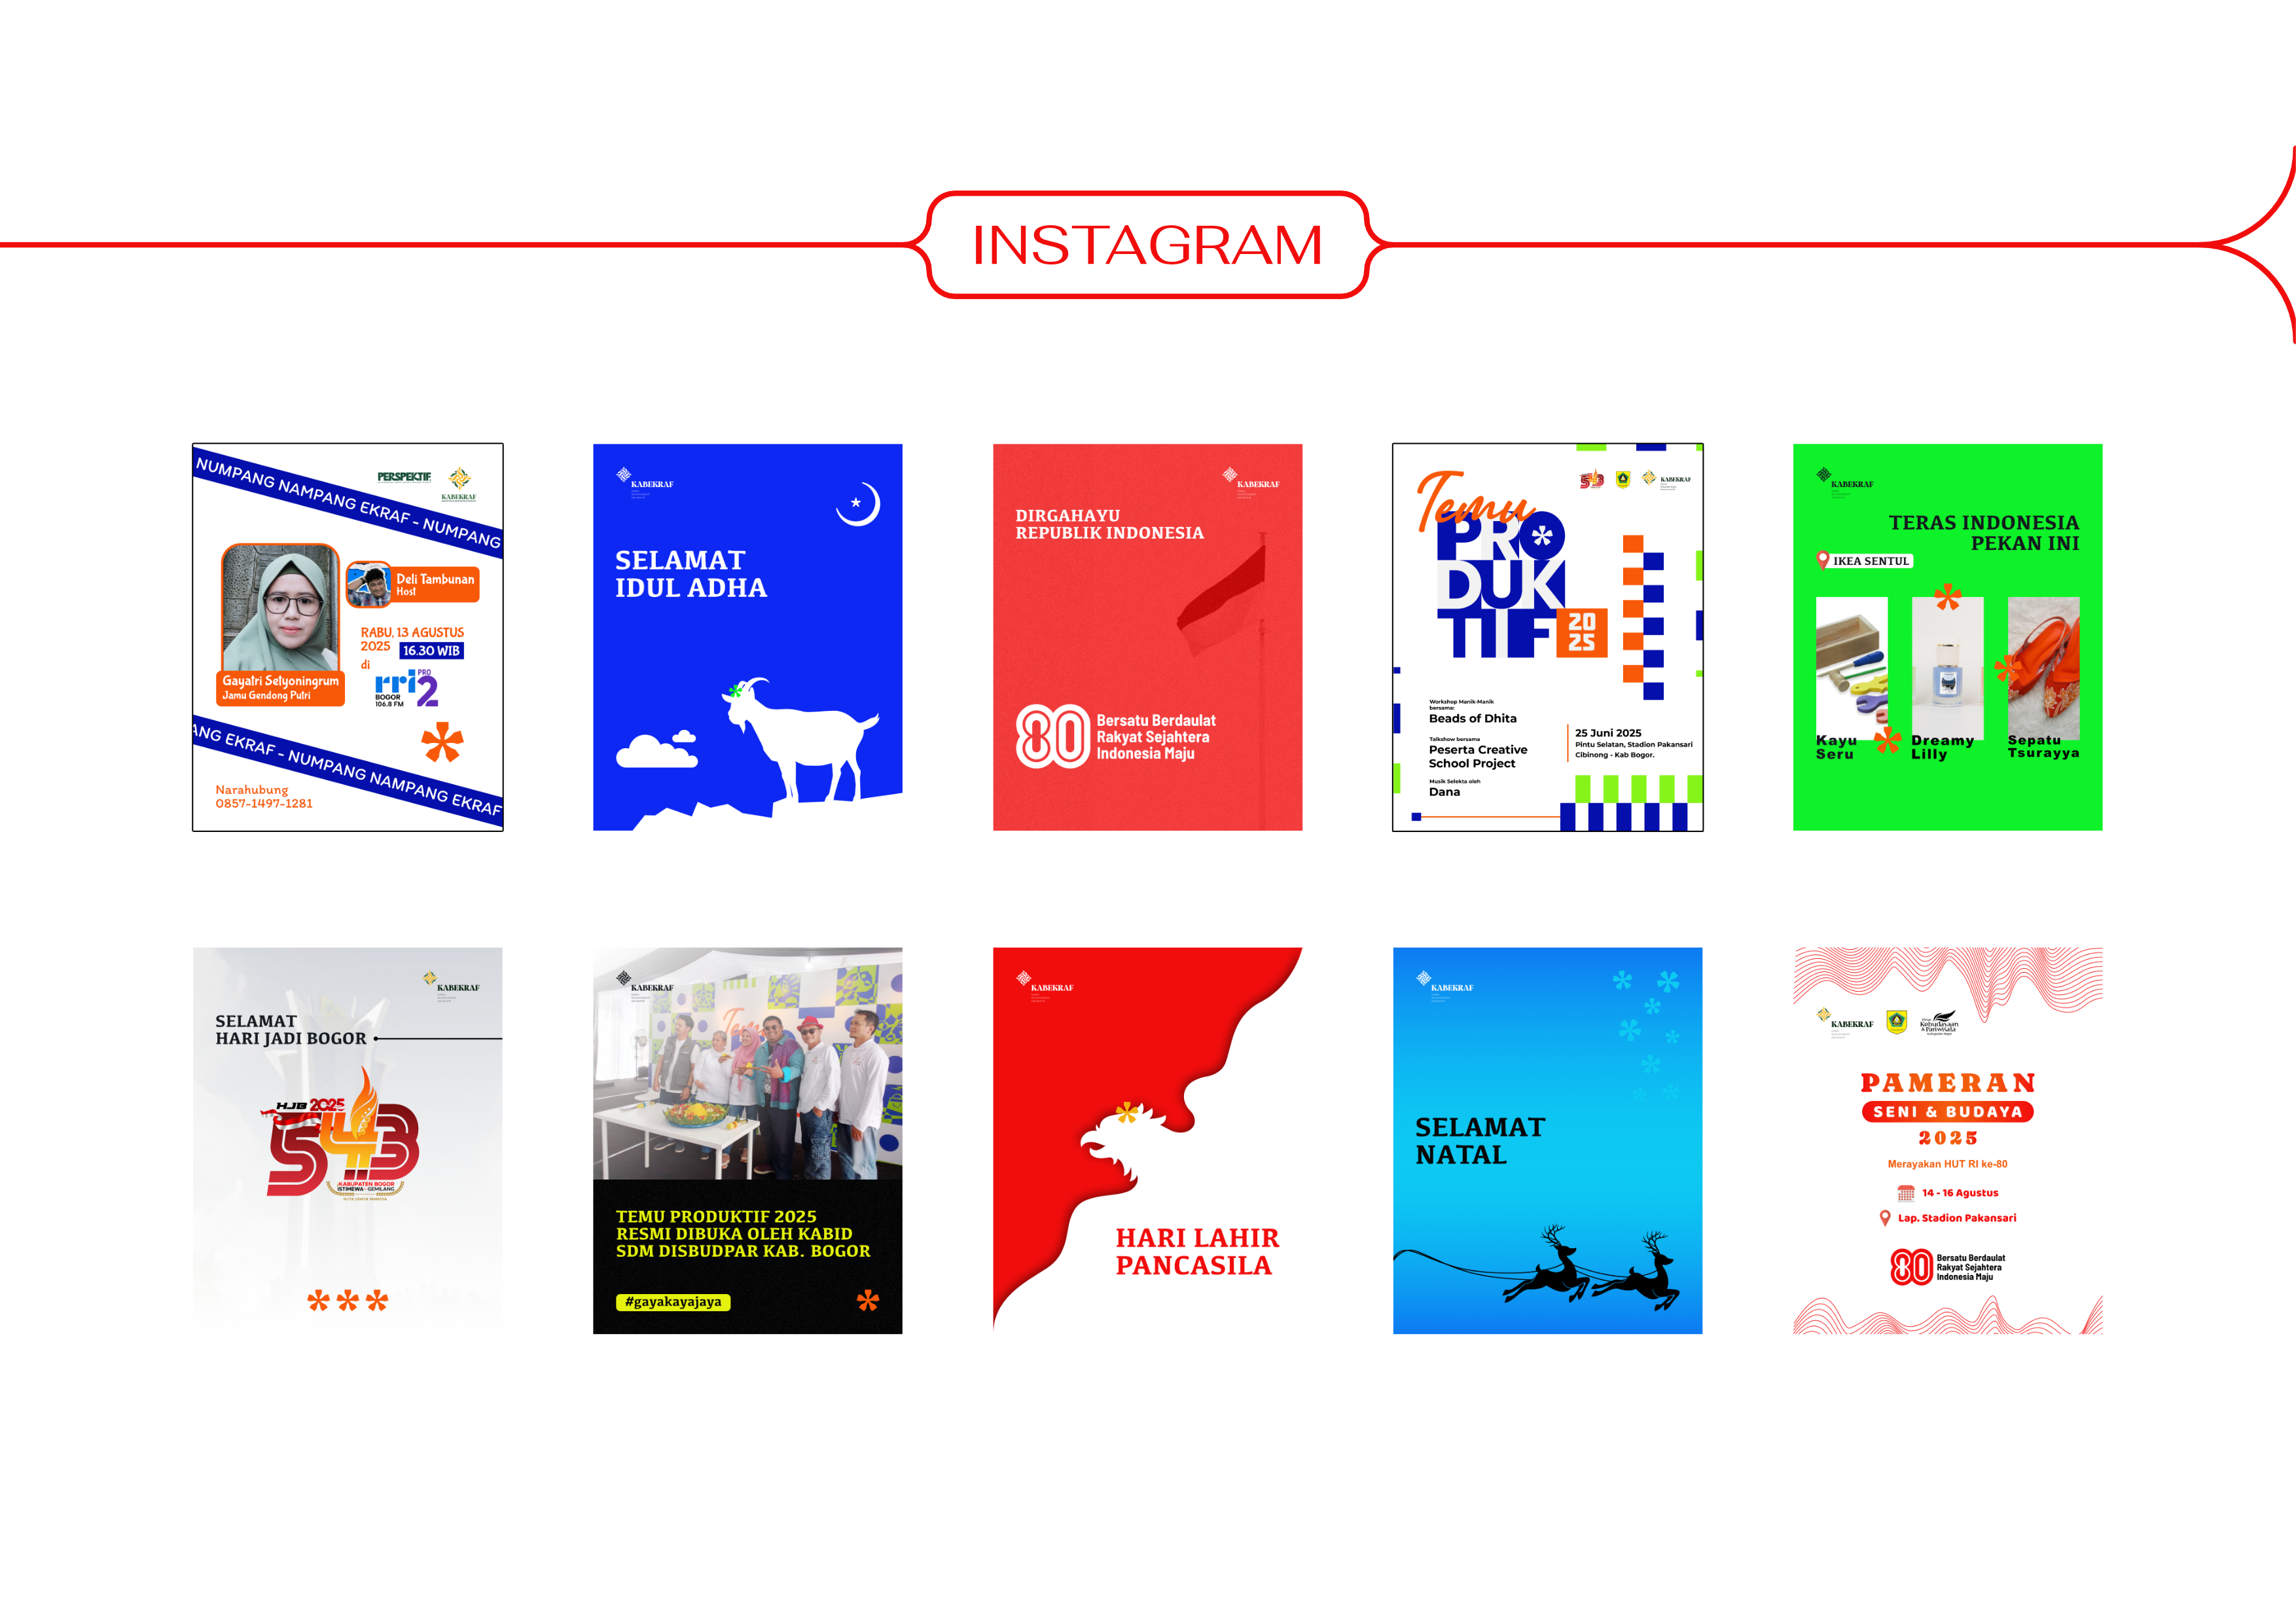 INSTAGRAM
NUMPANG NAMPANG EKRAF - NUMPANG
PERSPEKTIF
KABEKRAF
Deli Tambunan
Host
RABU, 13 AGUSTUS
2025 16.30 WIB
di
rri PRO 2
BOGOR
106.8 FM
Gayatri Setyoningrum
Jamu Gendong Putri
ANG EKRAF - NUMPANG NAMPANG EKRAF
Narahubung
0857-1497-1281
KABEKRAF
SELAMAT
IDUL ADHA
KABEKRAF
DIRGAHAYU
REPUBLIK INDONESIA
80 Bersatu Berdaulat
Rakyat Sejahtera
Indonesia Maju
Temu
KABEKRAF
PRO
DUK
TIF
20
25
Workshop Manik-Manik
bersama:
Beads of Dhita
Talkshow bersama
Peserta Creative
School Project
Musik Selekta oleh
Dana
25 Juni 2025
Pintu Selatan, Stadion Pakansari
Cibinong - Kab Bogor.
KABEKRAF
TERAS INDONESIA
PEKAN INI
IKEA SENTUL
Kayu
Seru
Dreamy
Lilly
Sepatu
Tsurayya
KABEKRAF
SELAMAT
HARI JADI BOGOR
HJB 2025
543
KABUPATEN BOGOR
ISTIMEWA - GEMILANG
KABEKRAF
Temu
TEMU PRODUKTIF 2025
RESMI DIBUKA OLEH KABID
SDM DISBUDPAR KAB. BOGOR
#gayakayajaya
KABEKRAF
HARI LAHIR
PANCASILA
KABEKRAF
SELAMAT
NATAL
KABEKRAF
Kebudayaan
& Pariwisata
PAMERAN
SENI & BUDAYA
2025
Merayakan HUT RI ke-80
14 - 16 Agustus
Lap. Stadion Pakansari
80 Bersatu Berdaulat
Rakyat Sejahtera
Indonesia Maju